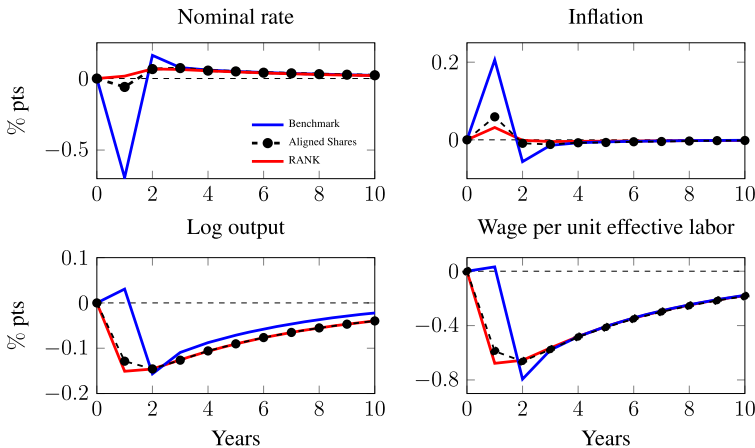 Nominal rate
Inflation
% pts
0
−0.5
0 2 4 6 8 10
Benchmark
Aligned Shares
RANK
0.2
0
0 2 4 6 8 10
Log output
Wage per unit effective labor
% pts
0.1
0
−0.1
−0.2
0 2 4 6 8 10
Years
0
−0.4
−0.8
0 2 4 6 8 10
Years